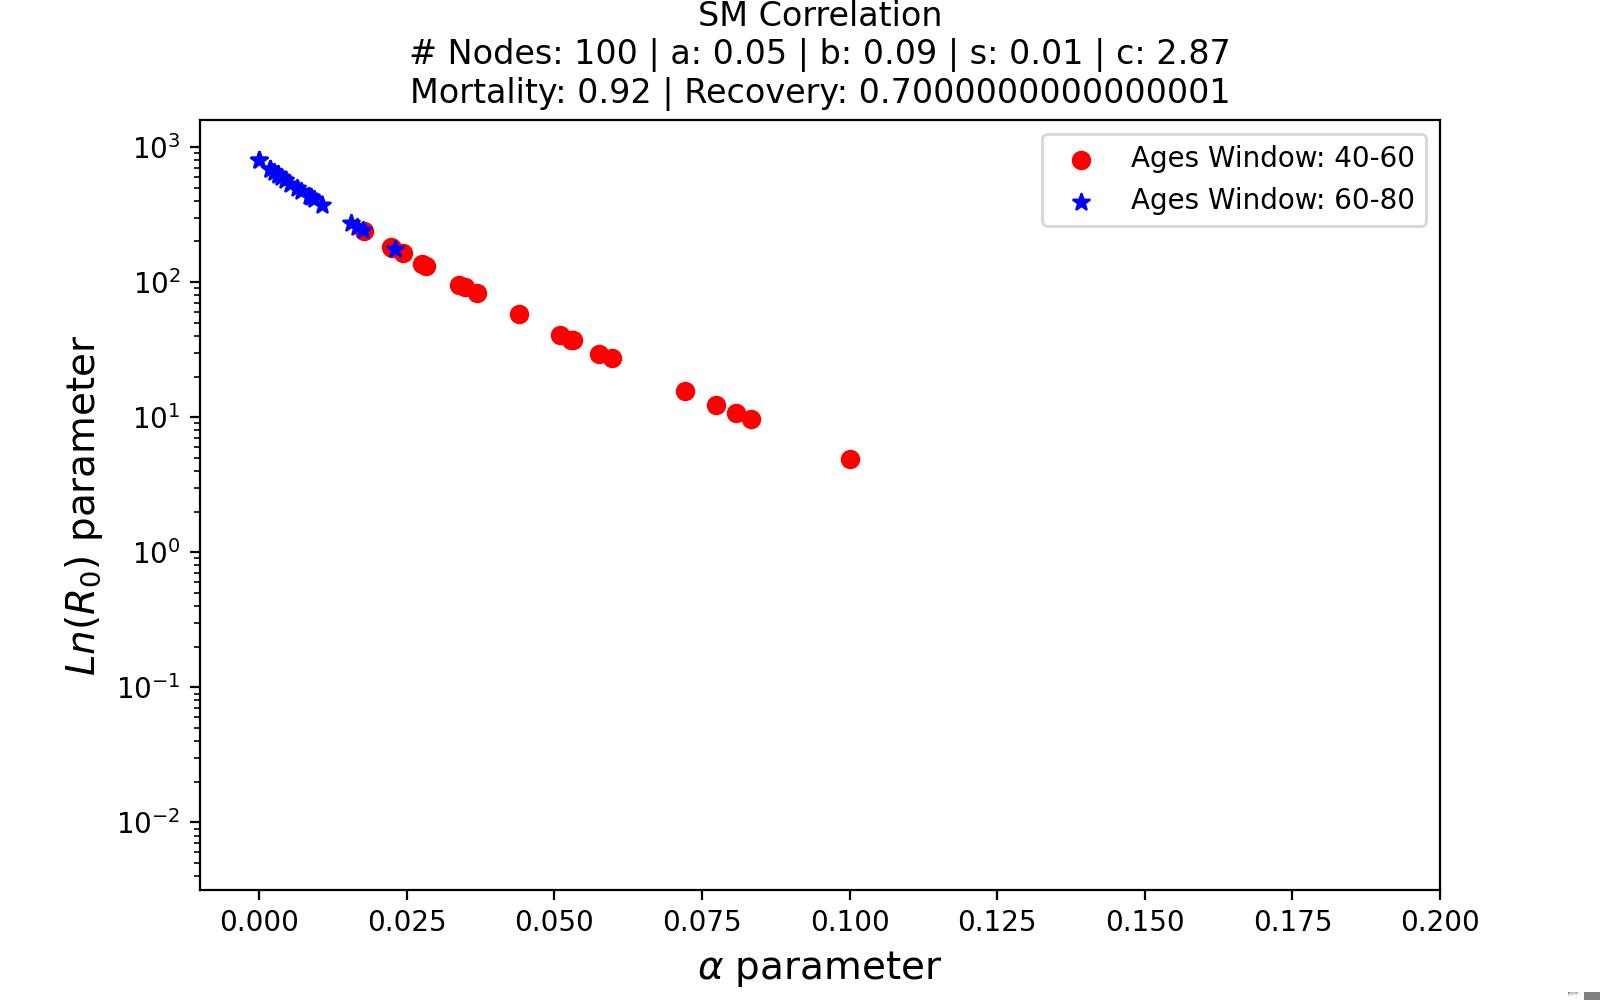 SM Correlation
# Nodes: 100 | a: 0.05 | b: 0.09 | s: 0.01 | c: 2.87
Mortality: 0.92 | Recovery: 0.7000000000000001
Ages Window: 40-60
Ages Window: 60-80
Ln(R₀) parameter
10³
10²
10¹
10⁰
10⁻¹
10⁻²
0.000 0.025 0.050 0.075 0.100 0.125 0.150 0.175 0.200
α parameter